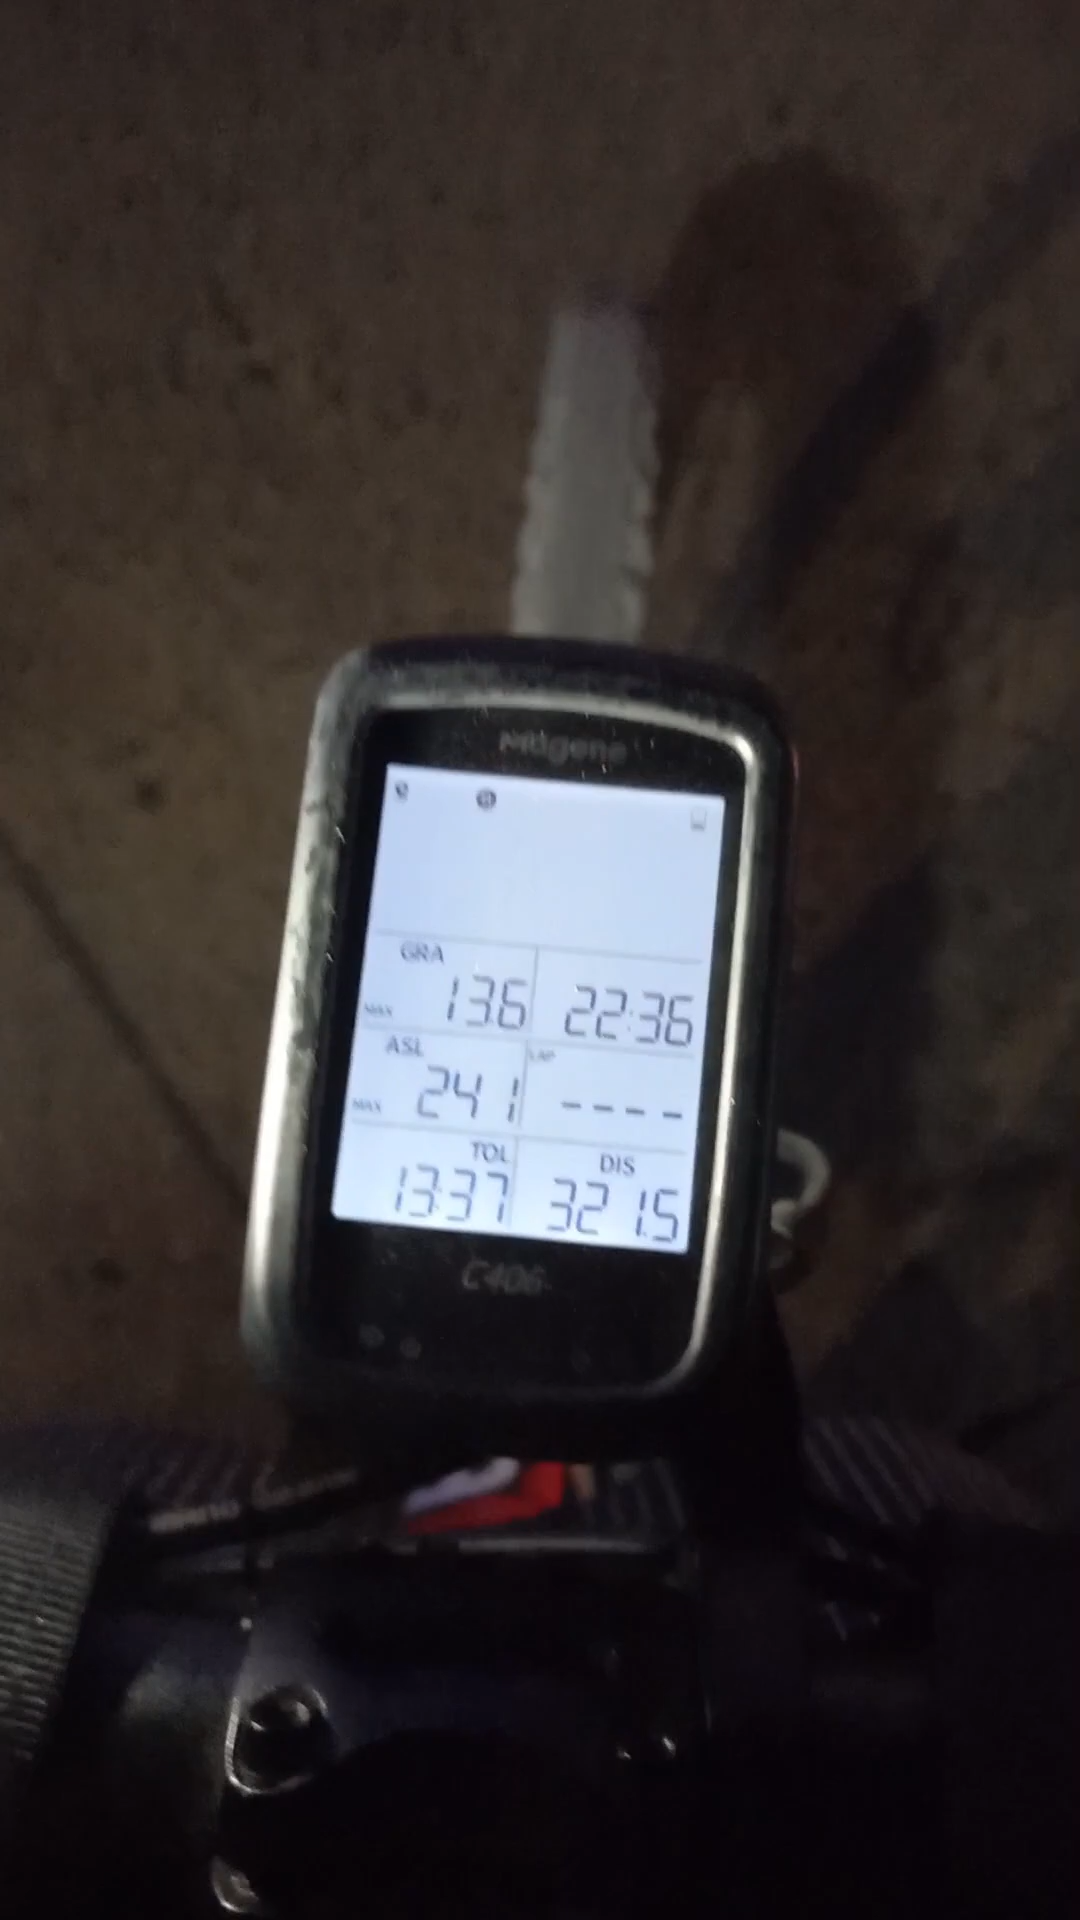 Magene
GRA
MAX 13.6 22:36
ASL LAP
MAX 241 ----
TOL DIS
13:37 321.5
C406